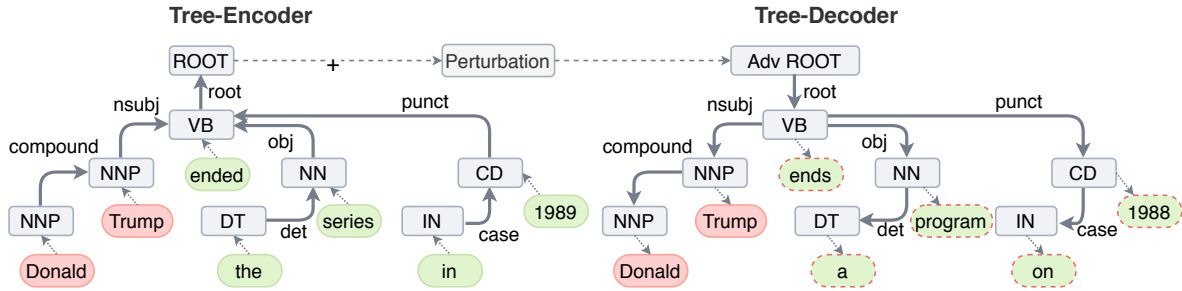 Tree-Encoder Tree-Decoder
ROOT + Perturbation Adv ROOT
root root
nsubj punct nsubj punct
VB VB
compound obj compound obj
NNP ended NN CD NNP ends NN CD
NNP Trump DT series IN 1989 NNP Trump DT program IN 1988
det case det case
Donald the in Donald a on